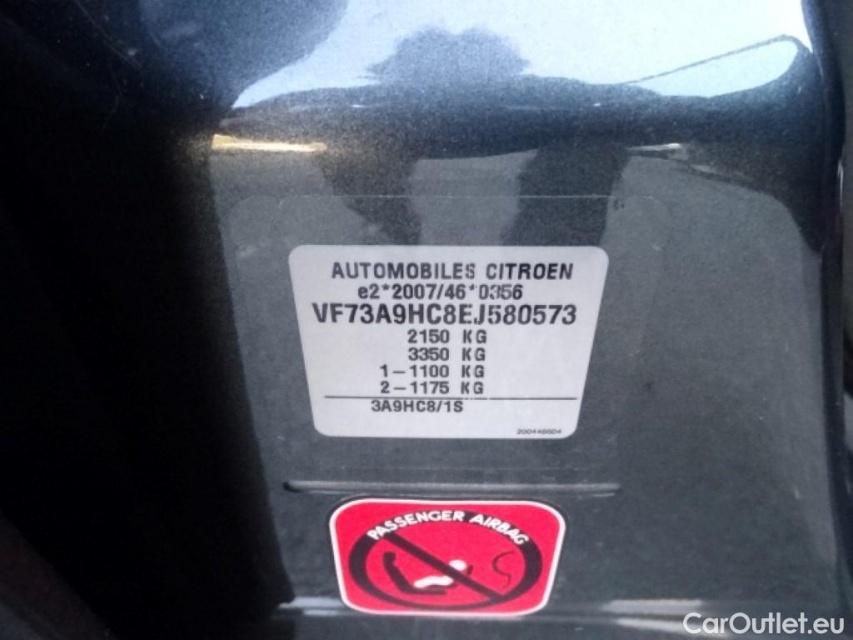 AUTOMOBILES CITROEN
e2*2007/46*0356
VF73A9HC8EJ580573
2150 KG
3350 KG
1-1100 KG
2-1175 KG
3A9HC8/1S
PASSENGER AIRBAG
CarOutlet.eu